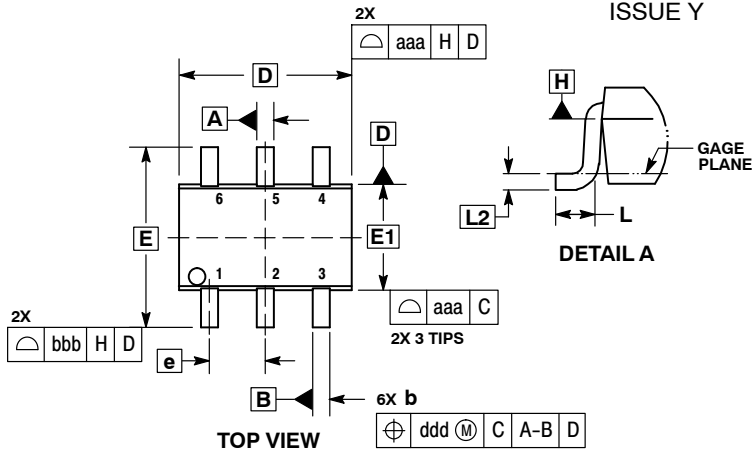 ISSUE Y
2X
⌓ aaa H D
D
A
D
H
GAGE
PLANE
L2
L
DETAIL A
6 5 4
E
E1
1 2 3
⌓ aaa C
2X 3 TIPS
2X
⌓ bbb H D
e
B
6X b
⌖ ddd Ⓜ C A-B D
TOP VIEW